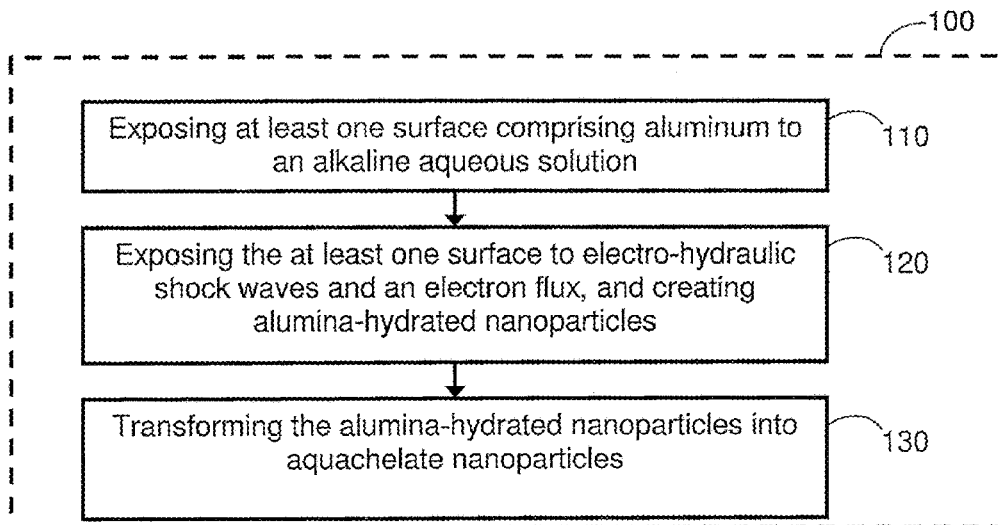 100
Exposing at least one surface comprising aluminum to
an alkaline aqueous solution
110
Exposing the at least one surface to electro-hydraulic
shock waves and an electron flux, and creating
alumina-hydrated nanoparticles
120
Transforming the alumina-hydrated nanoparticles into
aquachelate nanoparticles
130